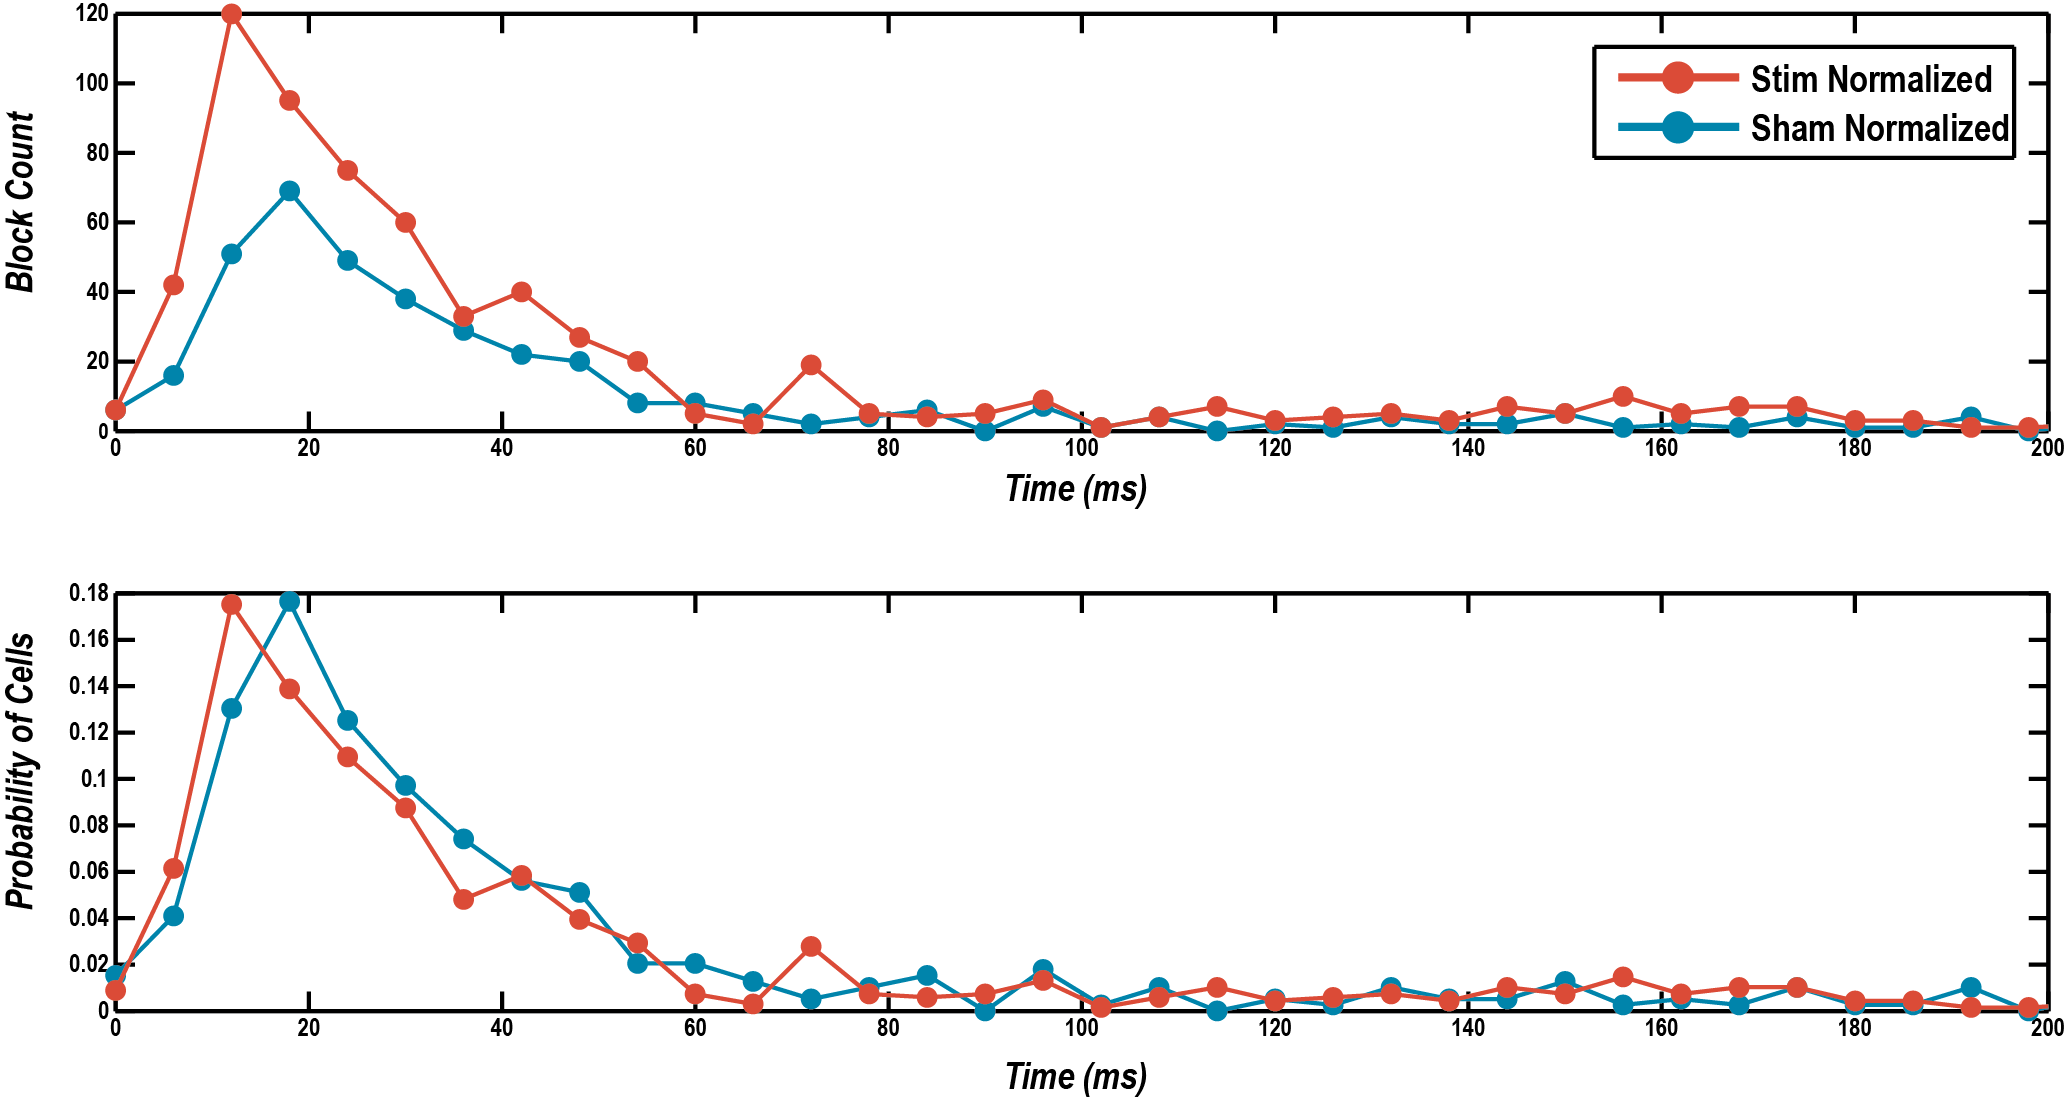 Block Count
120
100
80
60
40
20
0
0 20 40 60 80 100 120 140 160 180 200
Time (ms)
Stim Normalized
Sham Normalized
Probability of Cells
0.18
0.16
0.14
0.12
0.1
0.08
0.06
0.04
0.02
0
0 20 40 60 80 100 120 140 160 180 200
Time (ms)